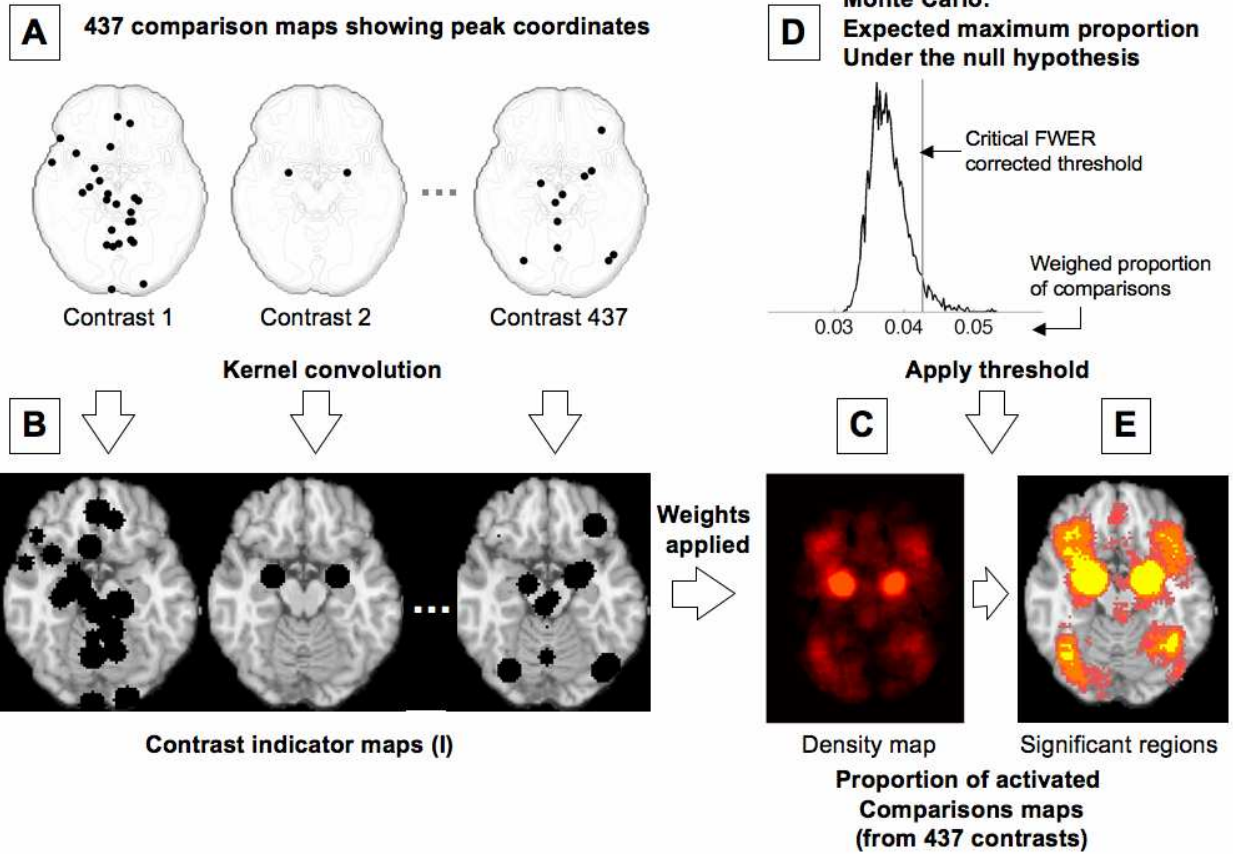 A
437 comparison maps showing peak coordinates
Contrast 1
Contrast 2
Contrast 437
Kernel convolution
B
Contrast indicator maps (I)
Weights
applied
D
Monte Carlo:
Expected maximum proportion
Under the null hypothesis
Critical FWER
corrected threshold
Weighed proportion
of comparisons
0.03 0.04 0.05
Apply threshold
C
E
Density map
Significant regions
Proportion of activated
Comparisons maps
(from 437 contrasts)